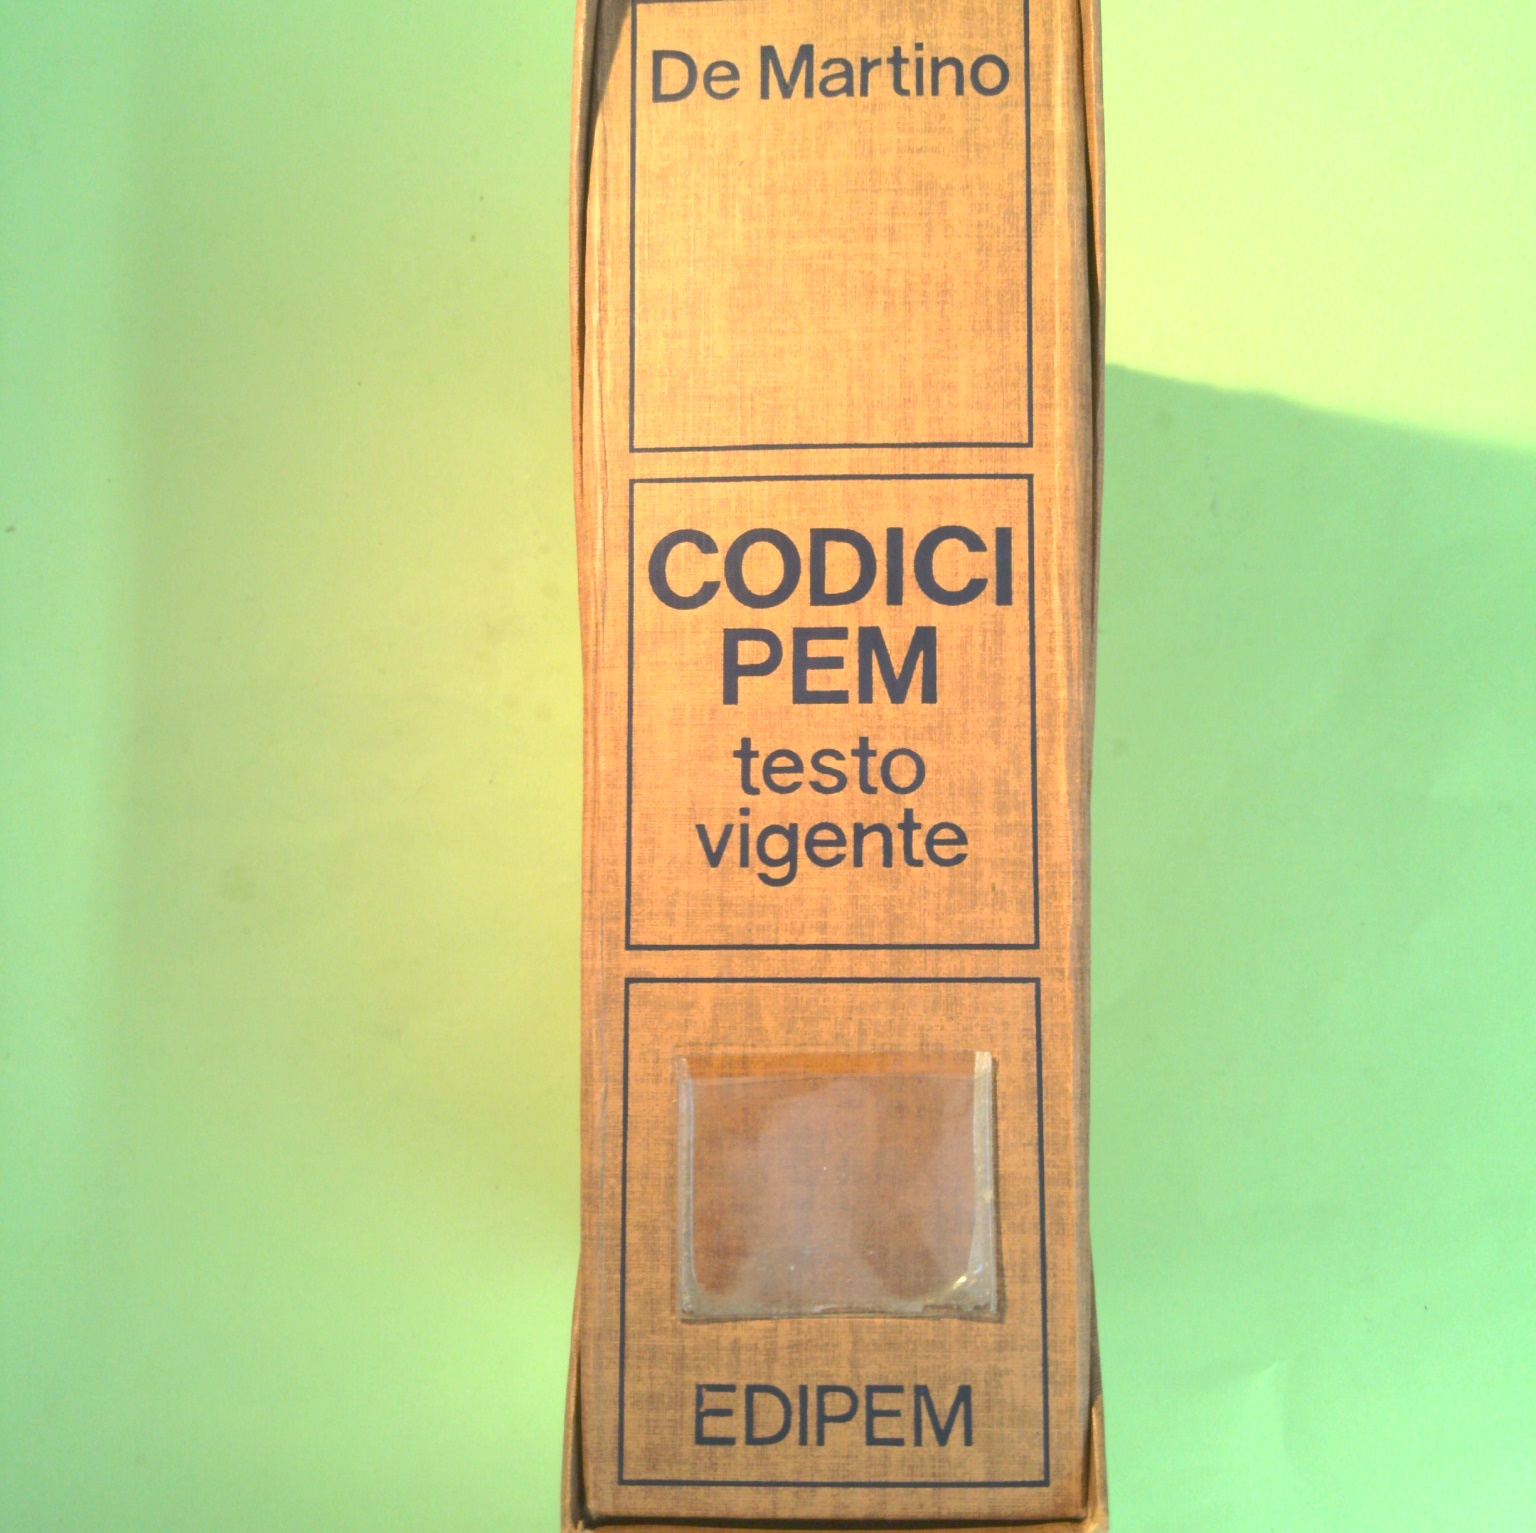 De Martino
CODICI
PEM
testo
vigente
EDIPEM